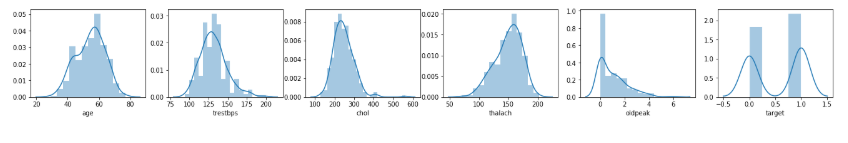 0.05
0.04
0.03
0.02
0.01
0.00
20 40 60 80
age
0.03
0.02
0.01
0.00
75 100 125 150 175 200
trestbps
0.008
0.006
0.004
0.002
0.000
100 200 300 400 500 600
chol
0.020
0.015
0.010
0.005
0.000
50 100 150 200
thalach
1.0
0.8
0.6
0.4
0.2
0.0
0 2 4 6
oldpeak
2.0
1.5
1.0
0.5
0.0
−0.5 0.0 0.5 1.0 1.5
target